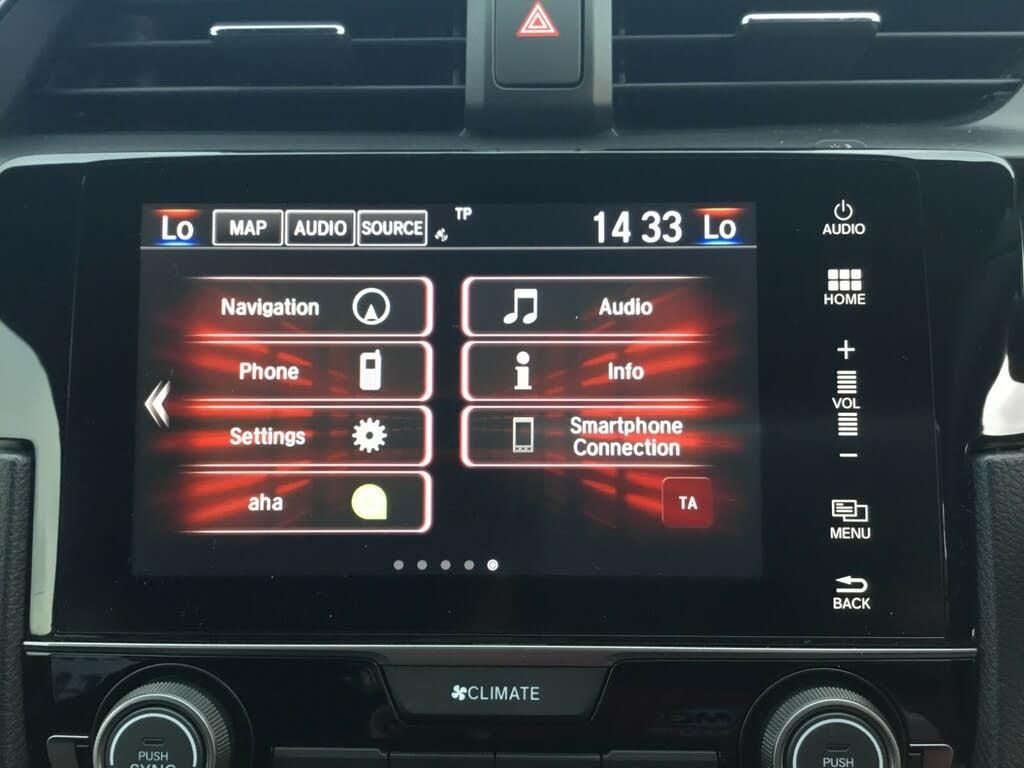 Lo MAP AUDIO SOURCE TP 14 33 Lo
Navigation
Audio
Phone
Info
Settings
Smartphone
Connection
aha
TA
AUDIO
HOME
+
VOL
-
MENU
BACK
CLIMATE
PUSH
SYNC
PUSH